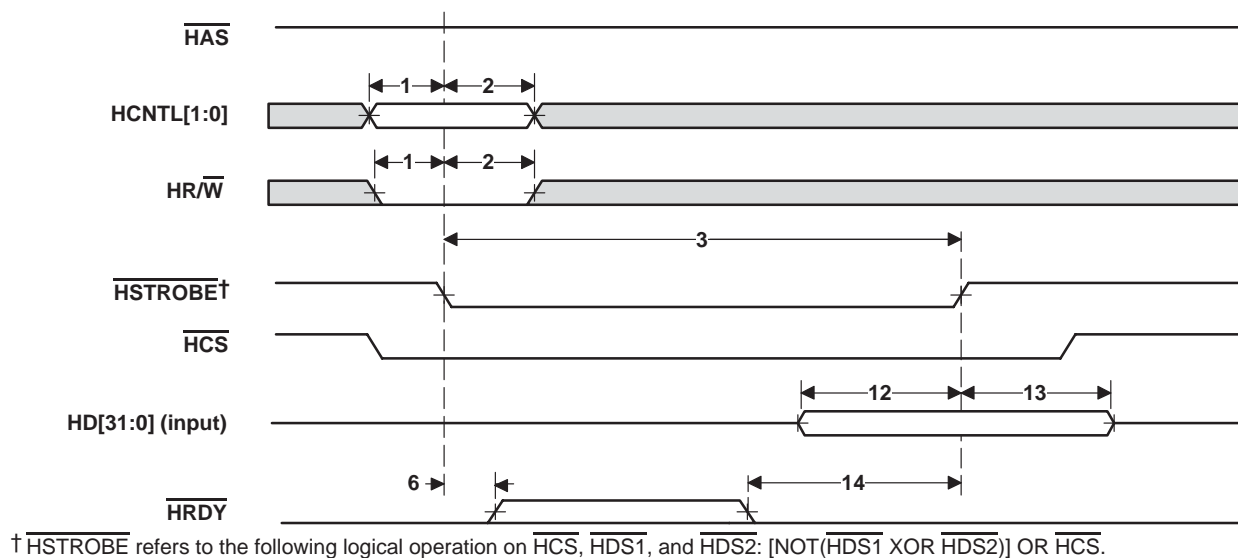 HAS
1 2
HCNTL[1:0]
1 2
HR/W
3
HSTROBE†
HCS
12 13
HD[31:0] (input)
6 14
HRDY
† HSTROBE refers to the following logical operation on HCS, HDS1, and HDS2: [NOT(HDS1 XOR HDS2)] OR HCS.